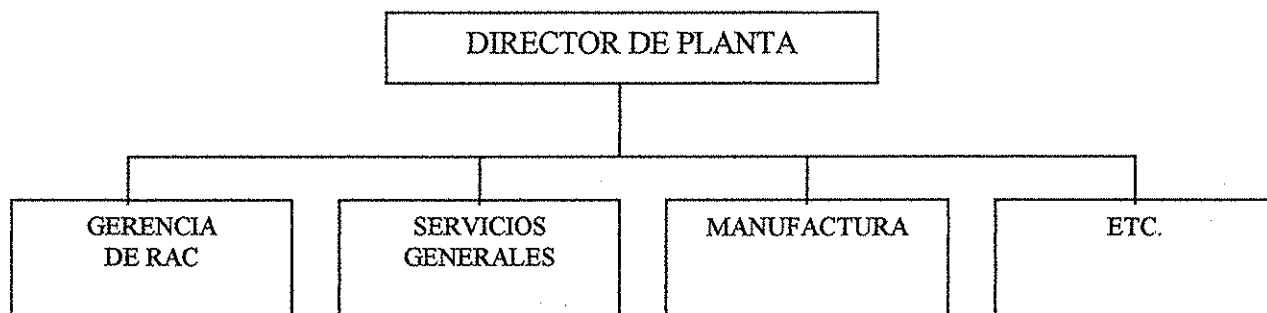 DIRECTOR DE PLANTA
GERENCIA
DE RAC
SERVICIOS
GENERALES
MANUFACTURA
ETC.